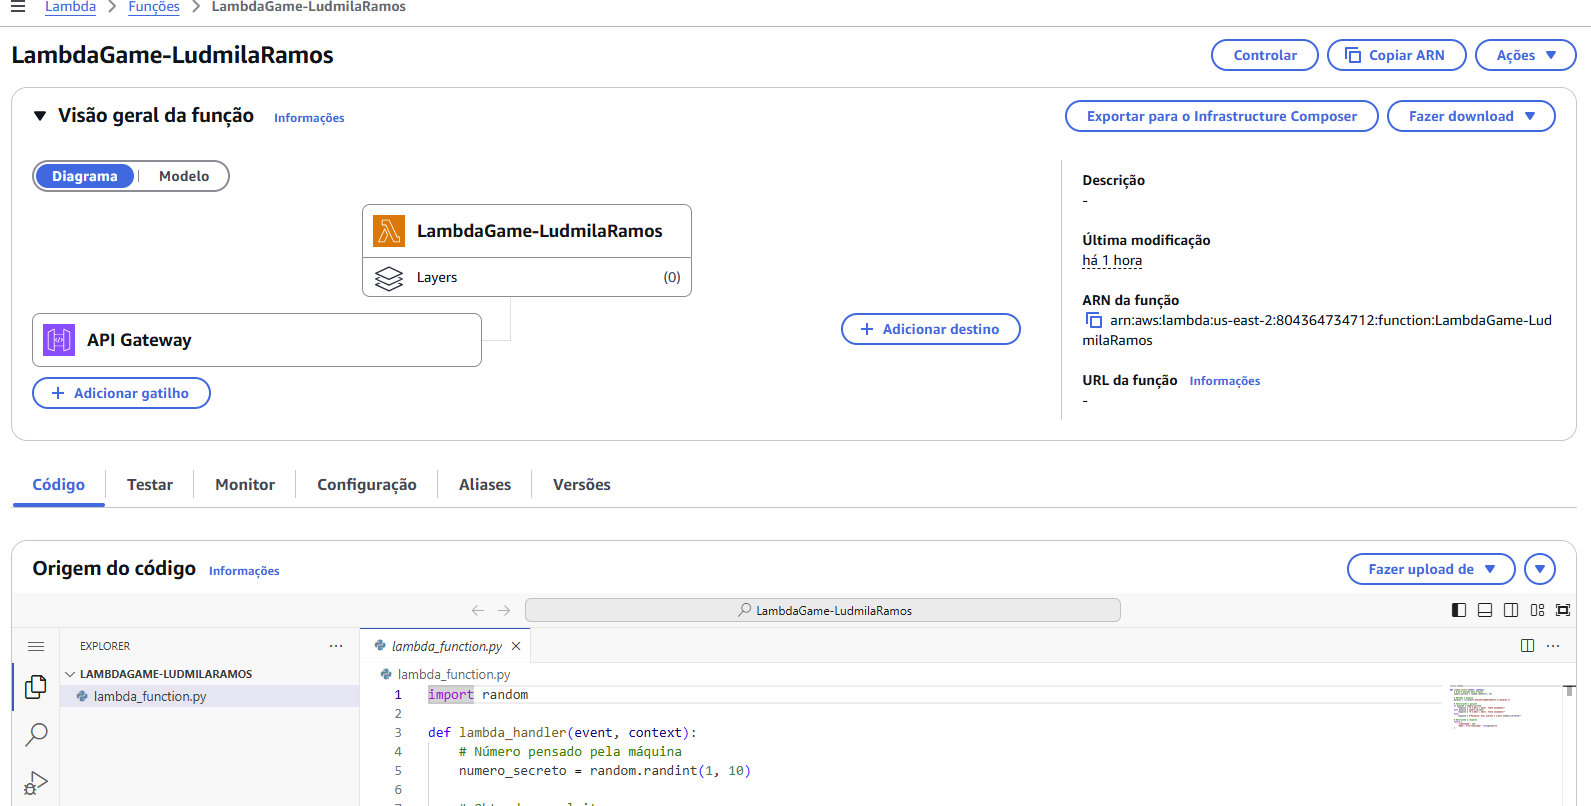 Lambda > Funções > LambdaGame-LudmilaRamos
LambdaGame-LudmilaRamos
Controlar
Copiar ARN
Ações
Visão geral da função
Informações
Exportar para o Infrastructure Composer
Fazer download
Diagrama
Modelo
LambdaGame-LudmilaRamos
Layers
(0)
API Gateway
+ Adicionar destino
+ Adicionar gatilho
Descrição
-
Última modificação
há 1 hora
ARN da função
arn:aws:lambda:us-east-2:804364734712:function:LambdaGame-Lud
milaRamos
URL da função
Informações
-
Código
Testar
Monitor
Configuração
Aliases
Versões
Origem do código
Informações
Fazer upload de
LambdaGame-LudmilaRamos
EXPLORER
LAMBDAGAME-LUDMILARAMOS
lambda_function.py
lambda_function.py
lambda_function.py
1 import random
2
3 def lambda_handler(event, context):
4 # Número pensado pela máquina
5 numero_secreto = random.randint(1, 10)
6